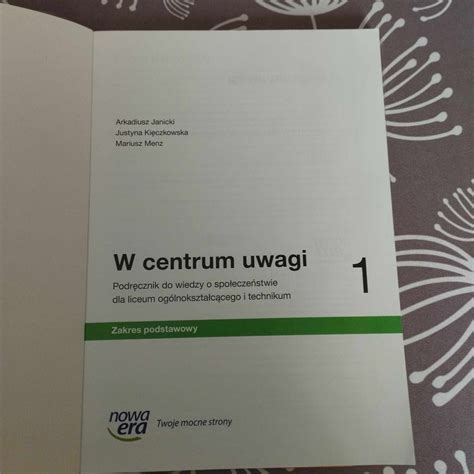 Arkadiusz Janicki
Justyna Kięczkowska
Mariusz Menz
W centrum uwagi 1
Podręcznik do wiedzy o społeczeństwie
dla liceum ogólnokształcącego i technikum
Zakres podstawowy
nowa
era
Twoje mocne strony